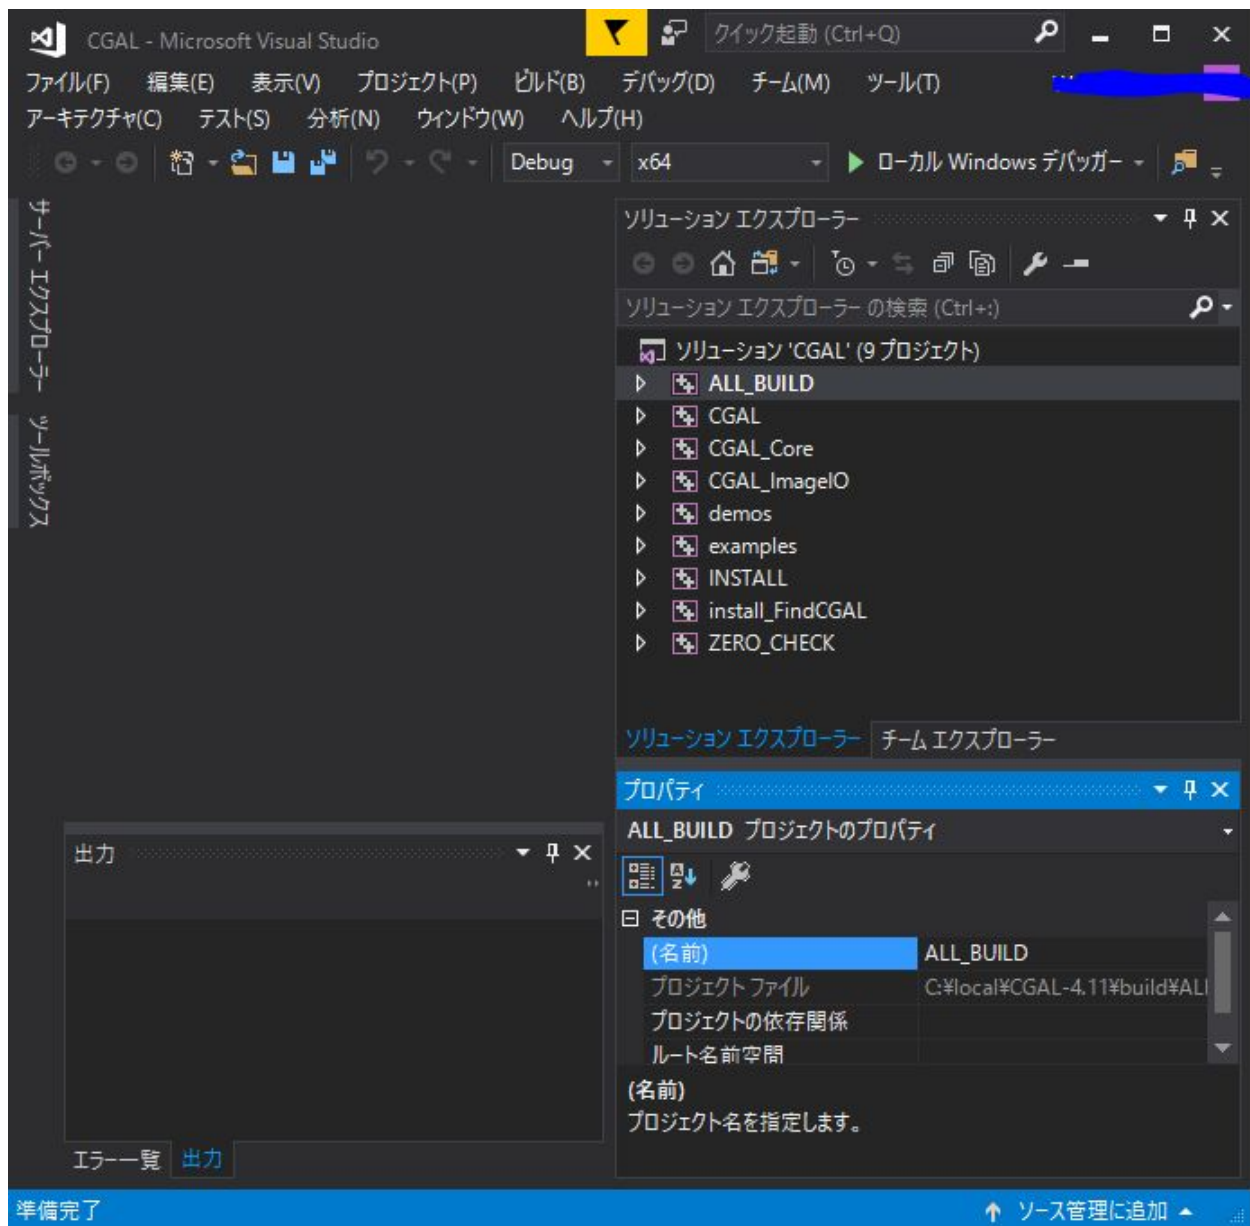 CGAL - Microsoft Visual Studio
クイック起動 (Ctrl+Q)
ファイル(F) 編集(E) 表示(V) プロジェクト(P) ビルド(B) デバッグ(D) チーム(M) ツール(T)
アーキテクチャ(C) テスト(S) 分析(N) ウィンドウ(W) ヘルプ(H)
Debug x64 ローカル Windows デバッガー
サーバー エクスプローラー
ツールボックス
ソリューション エクスプローラー
ソリューション エクスプローラー の検索 (Ctrl+:)
ソリューション 'CGAL' (9 プロジェクト)
ALL_BUILD
CGAL
CGAL_Core
CGAL_ImageIO
demos
examples
INSTALL
install_FindCGAL
ZERO_CHECK
ソリューション エクスプローラー チーム エクスプローラー
プロパティ
ALL_BUILD プロジェクトのプロパティ
その他
(名前) ALL_BUILD
プロジェクト ファイル C:¥local¥CGAL-4.11¥build¥ALI
プロジェクトの依存関係
ルート名前空間
(名前)
プロジェクト名を指定します。
出力
エラー一覧 出力
準備完了 ソース管理に追加